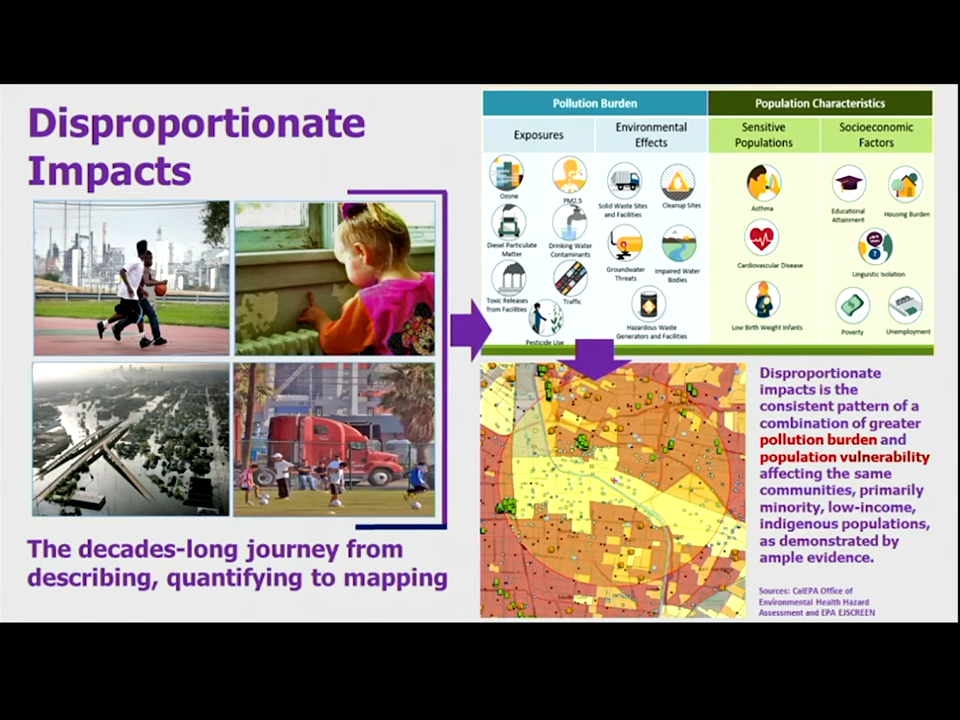 Disproportionate
Impacts
The decades-long journey from
describing, quantifying to mapping
Pollution Burden
Population Characteristics
Exposures
Environmental
Effects
Sensitive
Populations
Socioeconomic
Factors
Ozone
PM2.5
Diesel Particulate
Matter
Drinking Water
Contaminants
Toxic Releases
from Facilities
Traffic
Pesticide Use
Solid Waste Sites
and Facilities
Cleanup Sites
Groundwater
Threats
Impaired Water
Bodies
Hazardous Waste
Generators and Facilities
Asthma
Cardiovascular Disease
Low Birth Weight Infants
Educational
Attainment
Housing Burden
Linguistic Isolation
Poverty
Unemployment
Disproportionate
impacts is the
consistent pattern of a
combination of greater
pollution burden and
population vulnerability
affecting the same
communities, primarily
minority, low-income,
indigenous populations,
as demonstrated by
ample evidence.
Sources: CalEPA Office of
Environmental Health Hazard
Assessment and EPA EJSCREEN